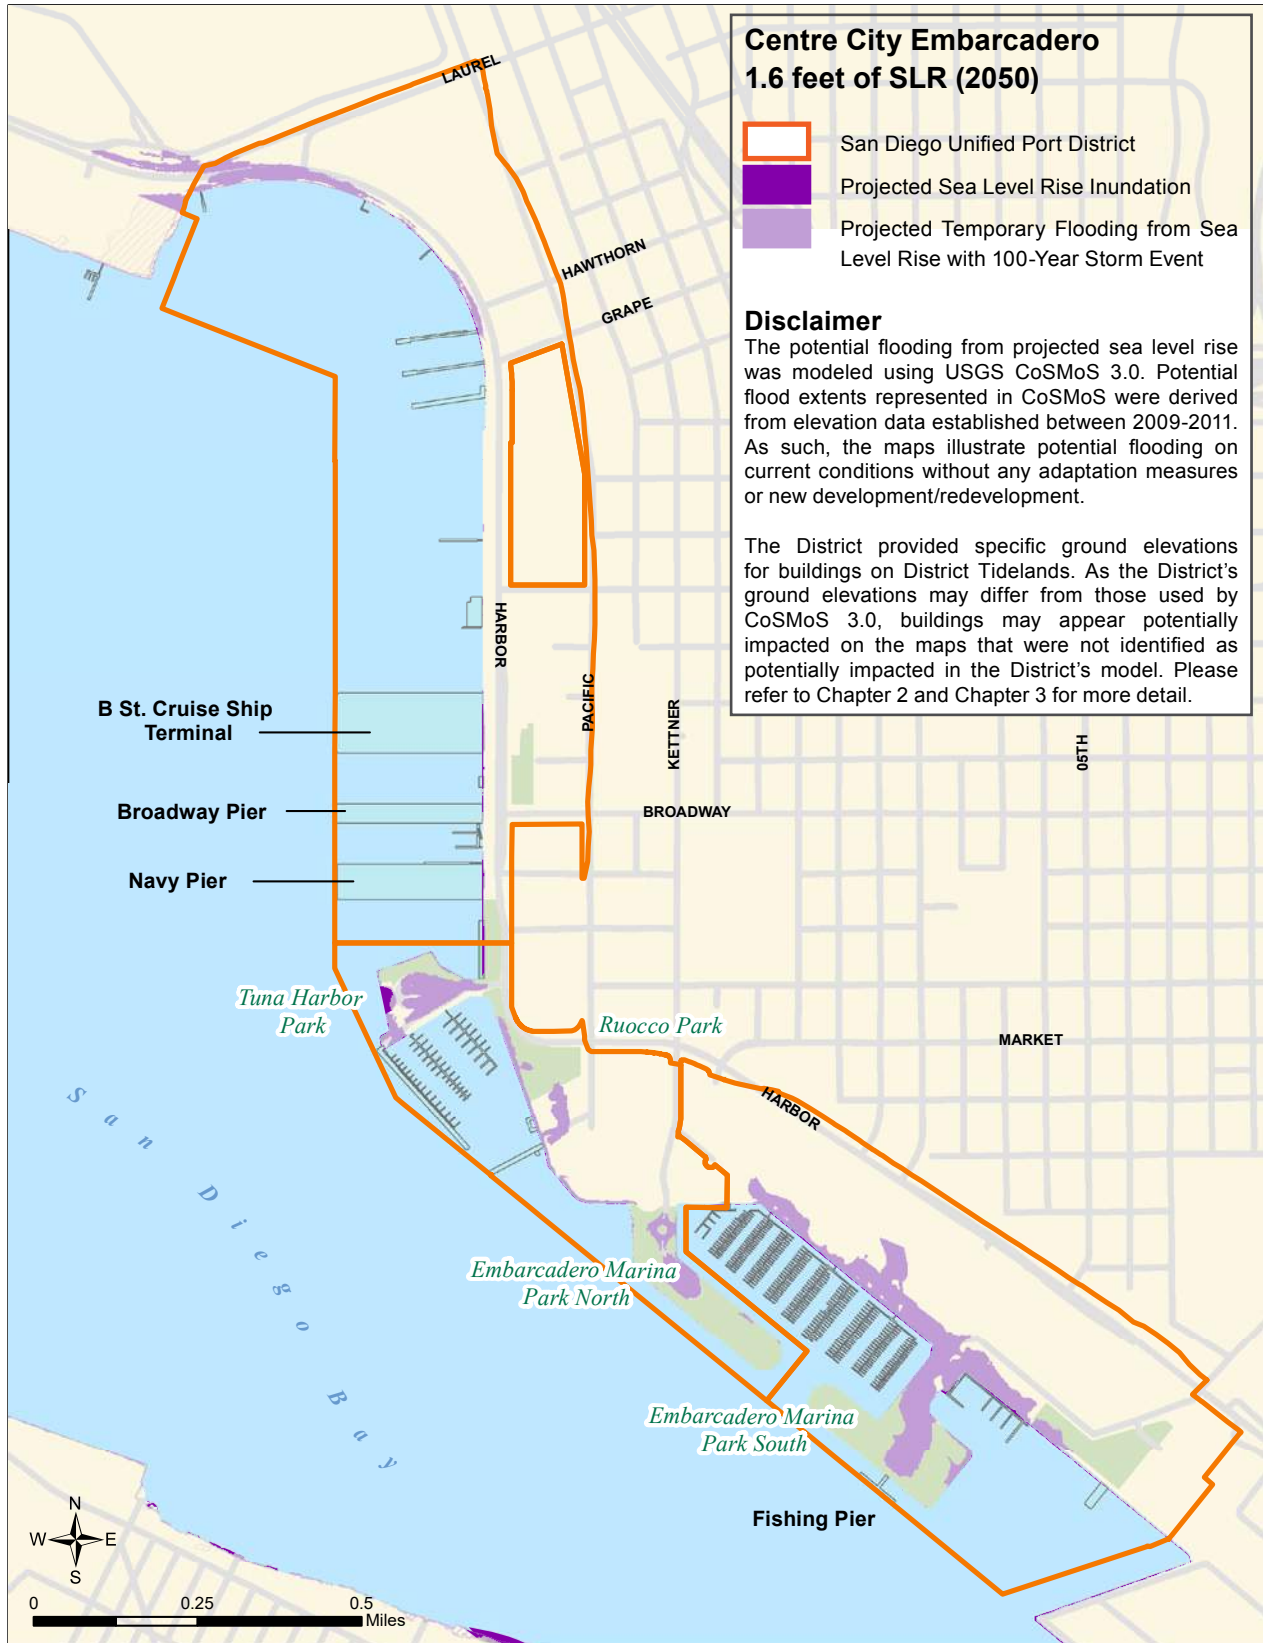 Centre City Embarcadero
1.6 feet of SLR (2050)
San Diego Unified Port District
Projected Sea Level Rise Inundation
Projected Temporary Flooding from Sea
Level Rise with 100-Year Storm Event
Disclaimer
The potential flooding from projected sea level rise
was modeled using USGS CoSMoS 3.0. Potential
flood extents represented in CoSMoS were derived
from elevation data established between 2009-2011.
As such, the maps illustrate potential flooding on
current conditions without any adaptation measures
or new development/redevelopment.
The District provided specific ground elevations
for buildings on District Tidelands. As the District's
ground elevations may differ from those used by
CoSMoS 3.0, buildings may appear potentially
impacted on the maps that were not identified as
potentially impacted in the District's model. Please
refer to Chapter 2 and Chapter 3 for more detail.
LAUREL
HAWTHORN
GRAPE
HARBOR
PACIFIC
KETTNER
05TH
B St. Cruise Ship
Terminal
Broadway Pier
BROADWAY
Navy Pier
Tuna Harbor
Park
Ruocco Park
MARKET
HARBOR
San Diego Bay
Embarcadero Marina
Park North
Embarcadero Marina
Park South
Fishing Pier
N
W E
S
0 0.25 0.5
Miles